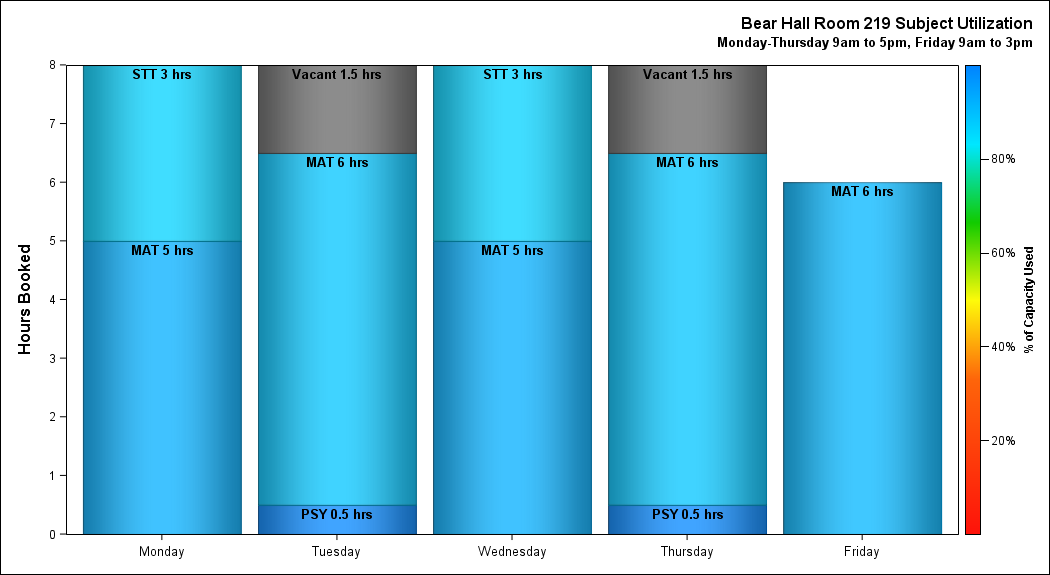 Bear Hall Room 219 Subject Utilization
Monday-Thursday 9am to 5pm, Friday 9am to 3pm
Hours Booked
8
7
6
5
4
3
2
1
0
STT 3 hrs
MAT 5 hrs
Vacant 1.5 hrs
MAT 6 hrs
PSY 0.5 hrs
STT 3 hrs
MAT 5 hrs
Vacant 1.5 hrs
MAT 6 hrs
PSY 0.5 hrs
MAT 6 hrs
Monday
Tuesday
Wednesday
Thursday
Friday
80%
60%
40%
20%
% of Capacity Used